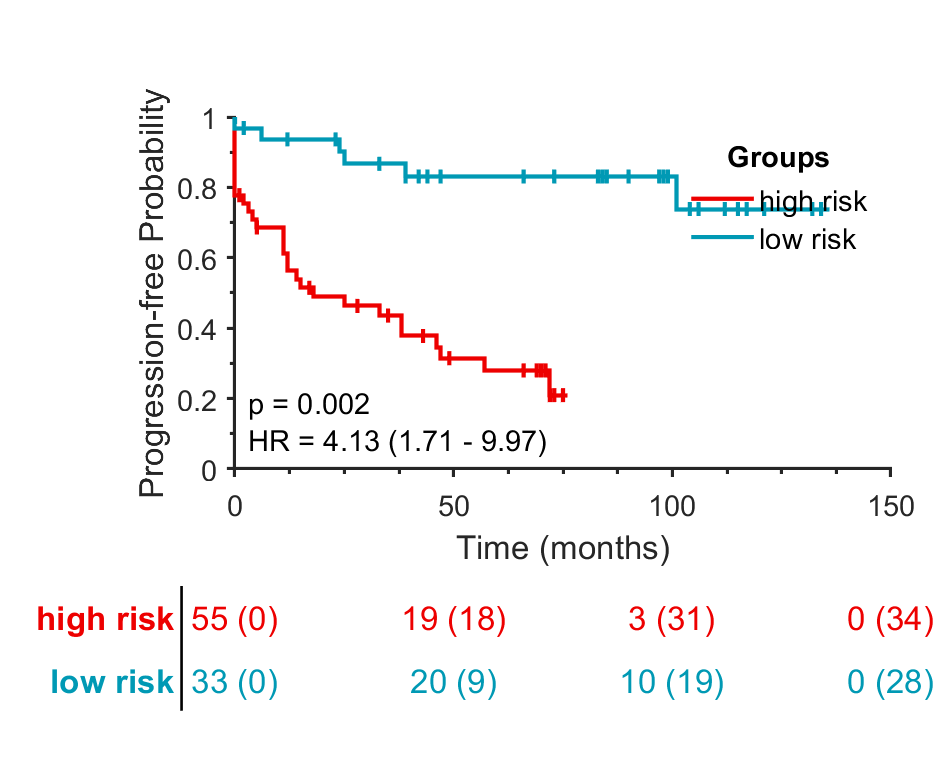 Progression-free Probability
1
0.8
0.6
0.4
0.2
0
Groups
high risk
low risk
p = 0.002
HR = 4.13 (1.71 - 9.97)
0 50 100 150
Time (months)
high risk 55 (0) 19 (18) 3 (31) 0 (34)
low risk 33 (0) 20 (9) 10 (19) 0 (28)